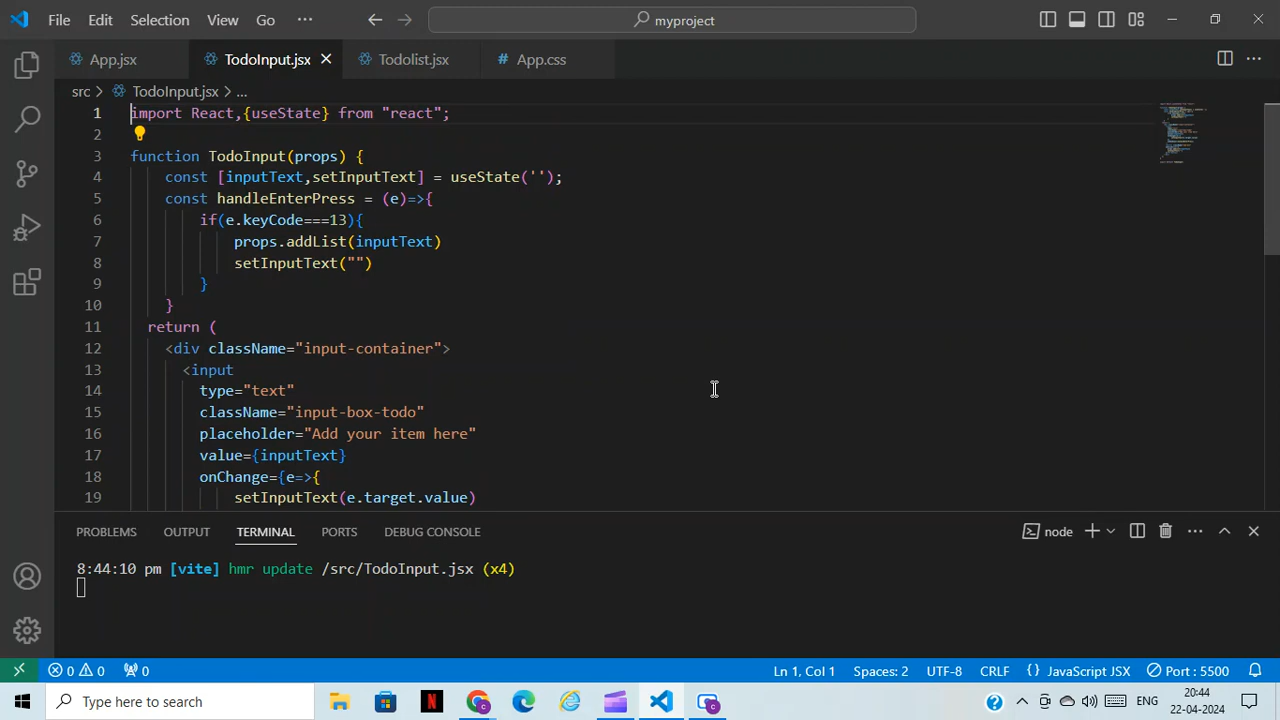 File Edit Selection View Go ··· myproject
App.jsx TodoInput.jsx Todolist.jsx # App.css ···
src > TodoInput.jsx > ...
1 import React,{useState} from "react";
2
3 function TodoInput(props) {
4 const [inputText,setInputText] = useState('');
5 const handleEnterPress = (e)=>{
6 if(e.keyCode===13){
7 props.addList(inputText)
8 setInputText("")
9 }
10 }
11 return (
12 <div className="input-container">
13 <input
14 type="text"
15 className="input-box-todo"
16 placeholder="Add your item here"
17 value={inputText}
18 onChange={e=>{
19 setInputText(e.target.value)
PROBLEMS OUTPUT TERMINAL PORTS DEBUG CONSOLE node ···
8:44:10 pm [vite] hmr update /src/TodoInput.jsx (x4)
0 0 0 Ln 1, Col 1 Spaces: 2 UTF-8 CRLF {} JavaScript JSX Port : 5500
Type here to search ENG 20:44
22-04-2024